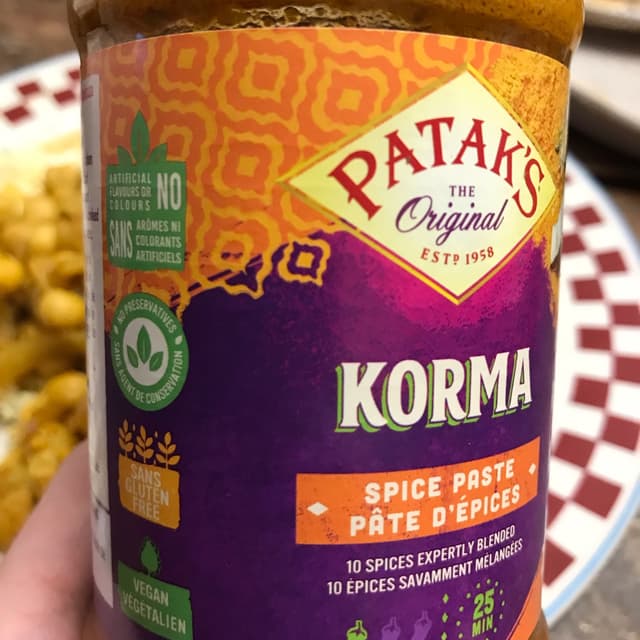 PATAK'S
THE
Original
ESTD 1958
ARTIFICIAL
FLAVOURS OR
COLOURS
NO
SANS
ARÔMES NI
COLORANTS
ARTIFICIELS
NO PRESERVATIVES
SANS AGENT DE CONSERVATION
SANS
GLUTEN
FREE
VEGAN
VÉGÉTALIEN
KORMA
SPICE PASTE
PÂTE D'ÉPICES
10 SPICES EXPERTLY BLENDED
10 ÉPICES SAVAMMENT MÉLANGÉES
25
MIN